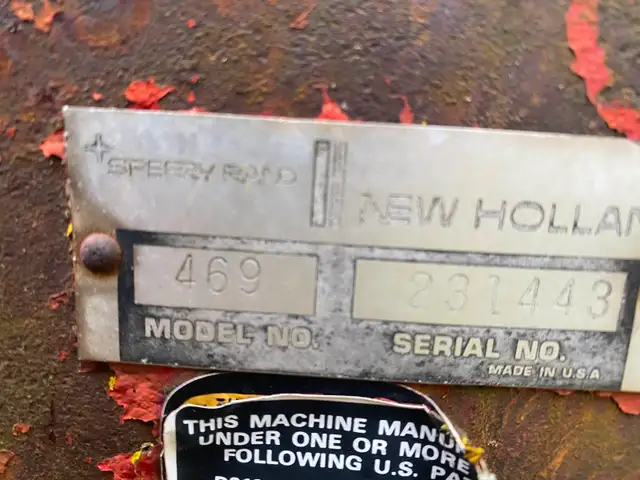 SPERRY RAND
NEW HOLLAN
469
231443
MODEL NO.
SERIAL NO.
MADE IN U.S.A
THIS MACHINE MANU
UNDER ONE OR MORE
FOLLOWING U.S. PA